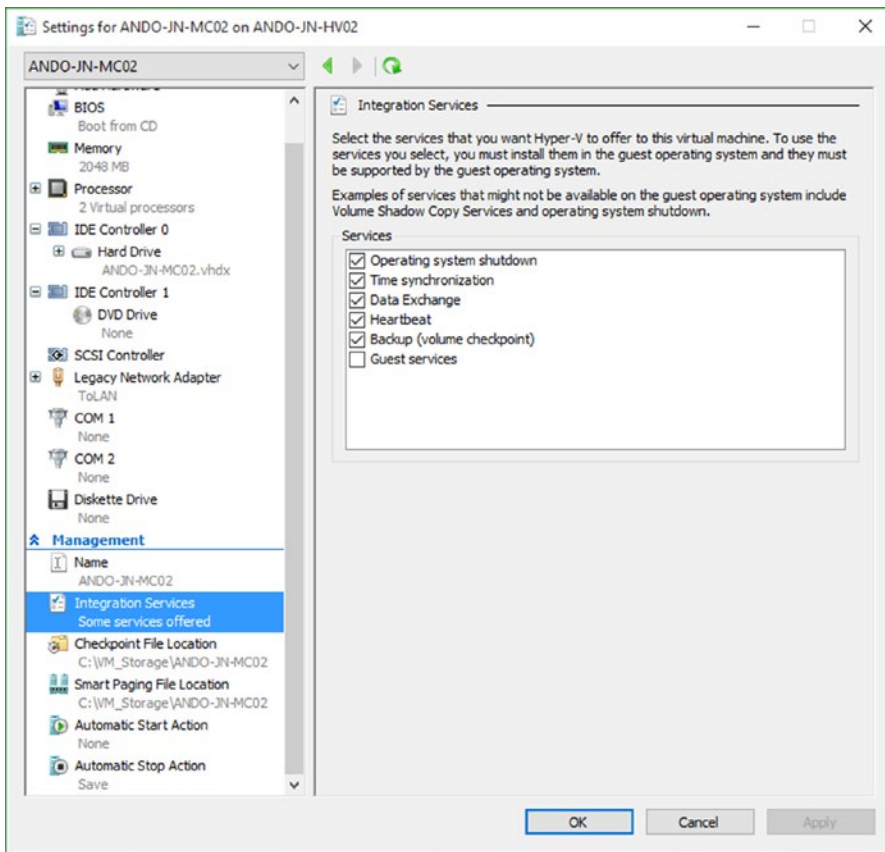 Settings for ANDO-JN-MC02 on ANDO-JN-HV02
ANDO-JN-MC02
BIOS
Boot from CD
Memory
2048 MB
Processor
2 Virtual processors
IDE Controller 0
Hard Drive
ANDO-JN-MC02.vhdx
IDE Controller 1
DVD Drive
None
SCSI Controller
Legacy Network Adapter
ToLAN
COM 1
None
COM 2
None
Diskette Drive
None
Management
Name
ANDO-JN-MC02
Integration Services
Some services offered
Checkpoint File Location
C:\VM_Storage\ANDO-JN-MC02
Smart Paging File Location
C:\VM_Storage\ANDO-JN-MC02
Automatic Start Action
None
Automatic Stop Action
Save
Integration Services
Select the services that you want Hyper-V to offer to this virtual machine. To use the
services you select, you must install them in the guest operating system and they must
be supported by the guest operating system.
Examples of services that might not be available on the guest operating system include
Volume Shadow Copy Services and operating system shutdown.
Services
Operating system shutdown
Time synchronization
Data Exchange
Heartbeat
Backup (volume checkpoint)
Guest services
OK
Cancel
Apply